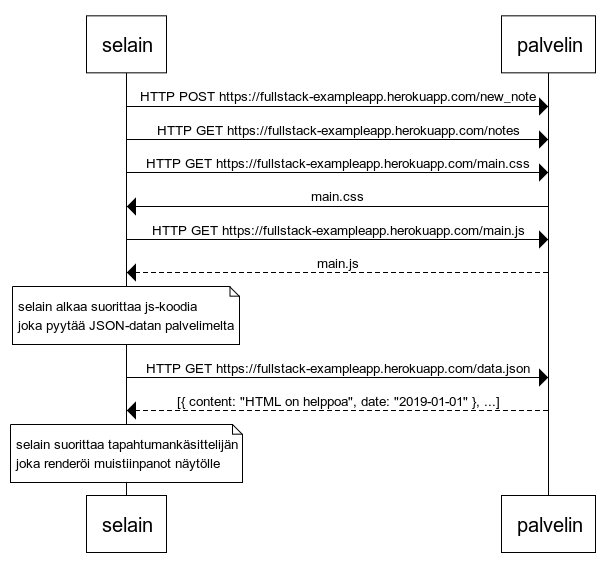 selain palvelin
HTTP POST https://fullstack-exampleapp.herokuapp.com/new_note
HTTP GET https://fullstack-exampleapp.herokuapp.com/notes
HTTP GET https://fullstack-exampleapp.herokuapp.com/main.css
main.css
HTTP GET https://fullstack-exampleapp.herokuapp.com/main.js
main.js
selain alkaa suorittaa js-koodia
joka pyytää JSON-datan palvelimelta
HTTP GET https://fullstack-exampleapp.herokuapp.com/data.json
[{ content: "HTML on helppoa", date: "2019-01-01" }, ...]
selain suorittaa tapahtumankäsittelijän
joka renderöi muistiinpanot näytölle
selain palvelin